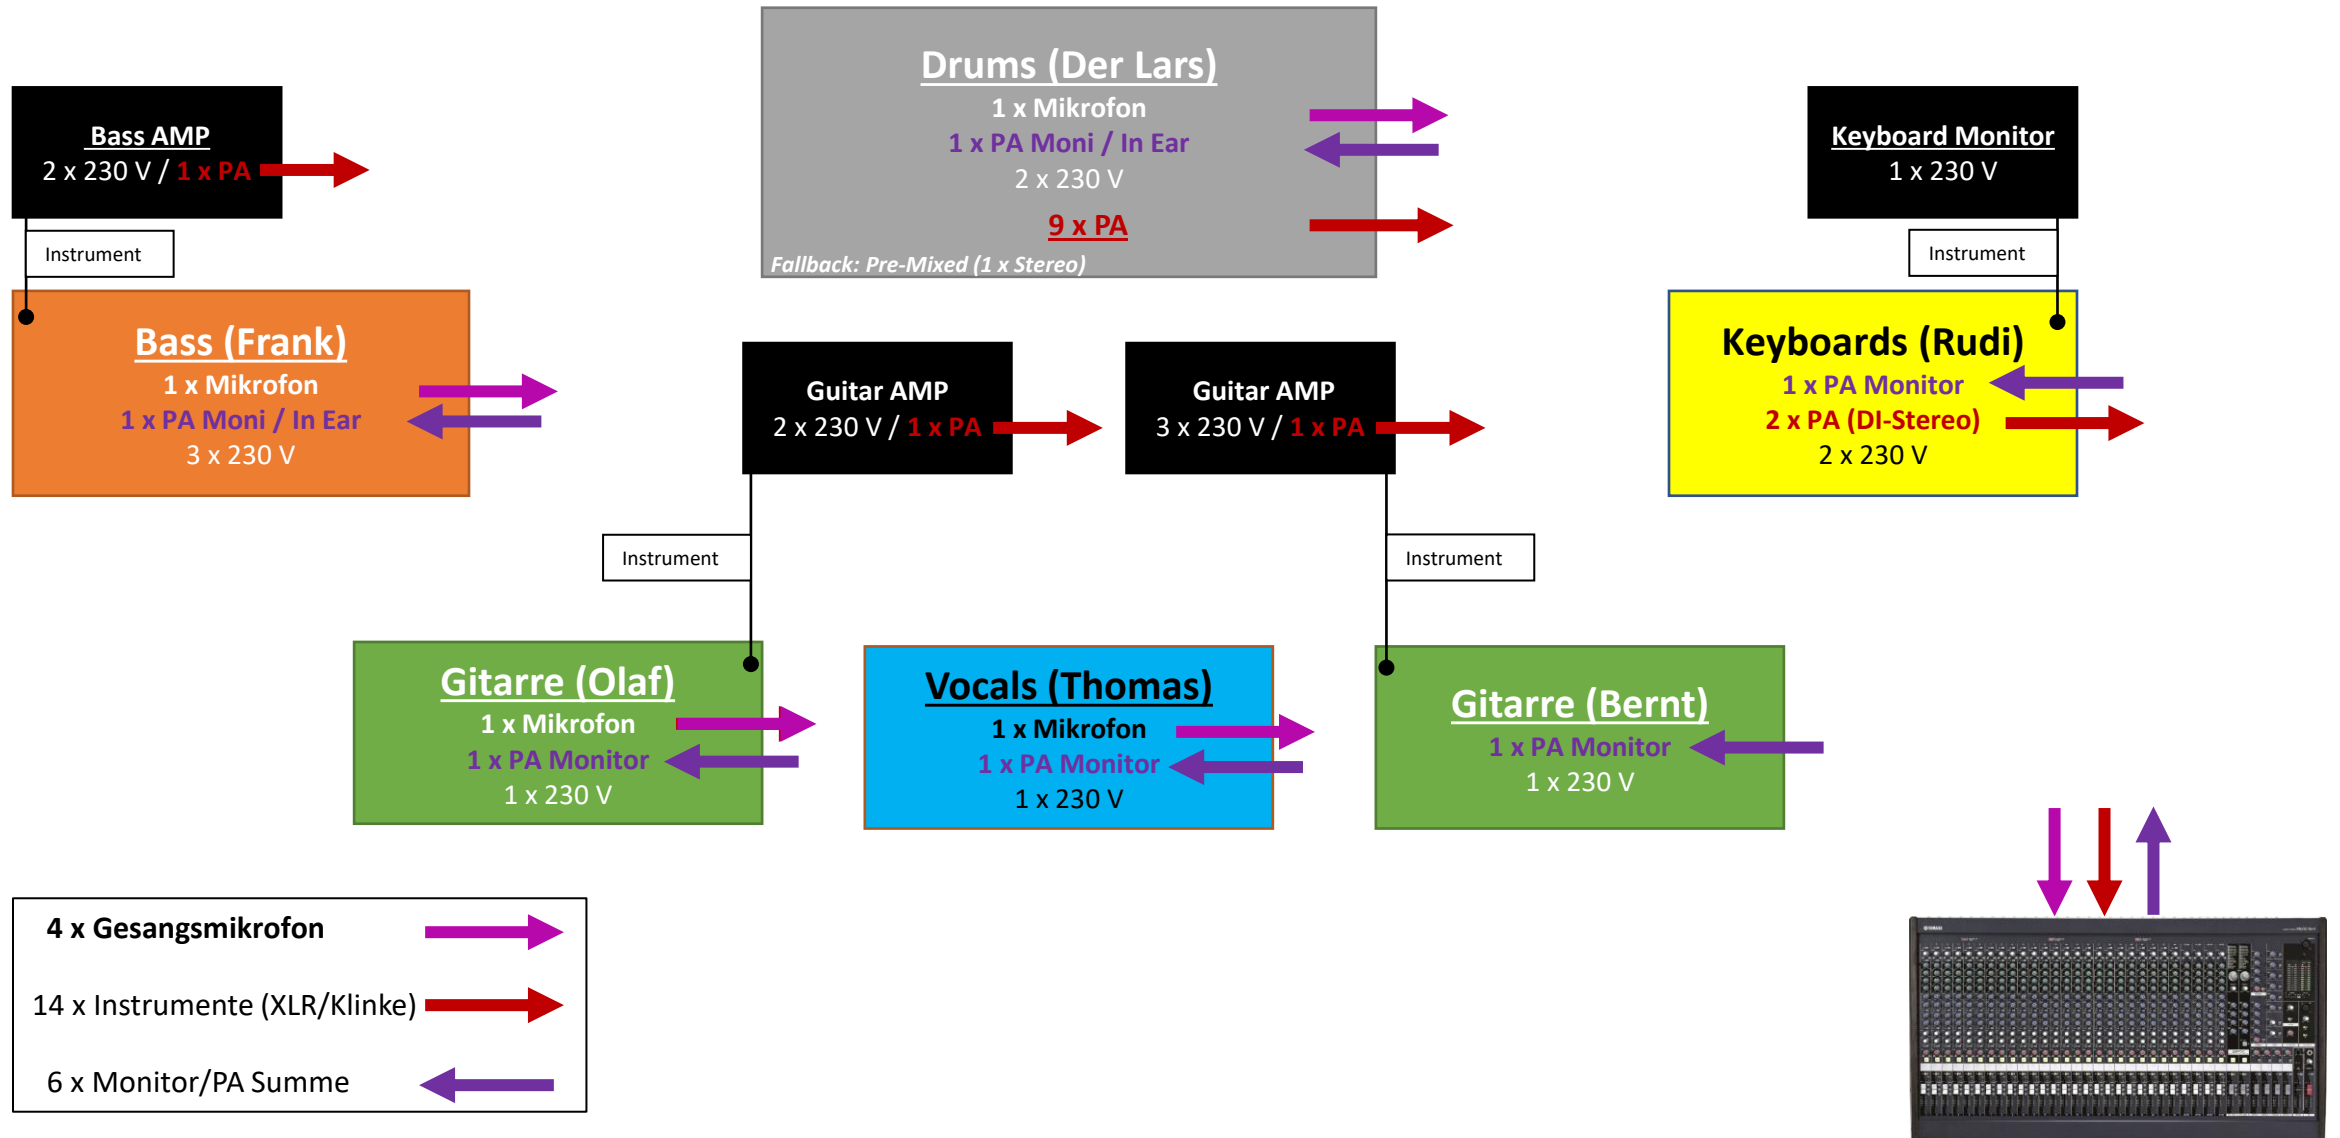 Drums (Der Lars)
1 x Mikrofon
1 x PA Moni / In Ear
2 x 230 V
9 x PA
Fallback: Pre-Mixed (1 x Stereo)
Bass AMP
2 x 230 V / 1 x PA
Instrument
Keyboard Monitor
1 x 230 V
Instrument
Bass (Frank)
1 x Mikrofon
1 x PA Moni / In Ear
3 x 230 V
Guitar AMP
2 x 230 V / 1 x PA
Guitar AMP
3 x 230 V / 1 x PA
Keyboards (Rudi)
1 x PA Monitor
2 x PA (DI-Stereo)
2 x 230 V
Instrument
Instrument
Gitarre (Olaf)
1 x Mikrofon
1 x PA Monitor
1 x 230 V
Vocals (Thomas)
1 x Mikrofon
1 x PA Monitor
1 x 230 V
Gitarre (Bernt)
1 x PA Monitor
1 x 230 V
4 x Gesangsmikrofon
14 x Instrumente (XLR/Klinke)
6 x Monitor/PA Summe
YAMAHA